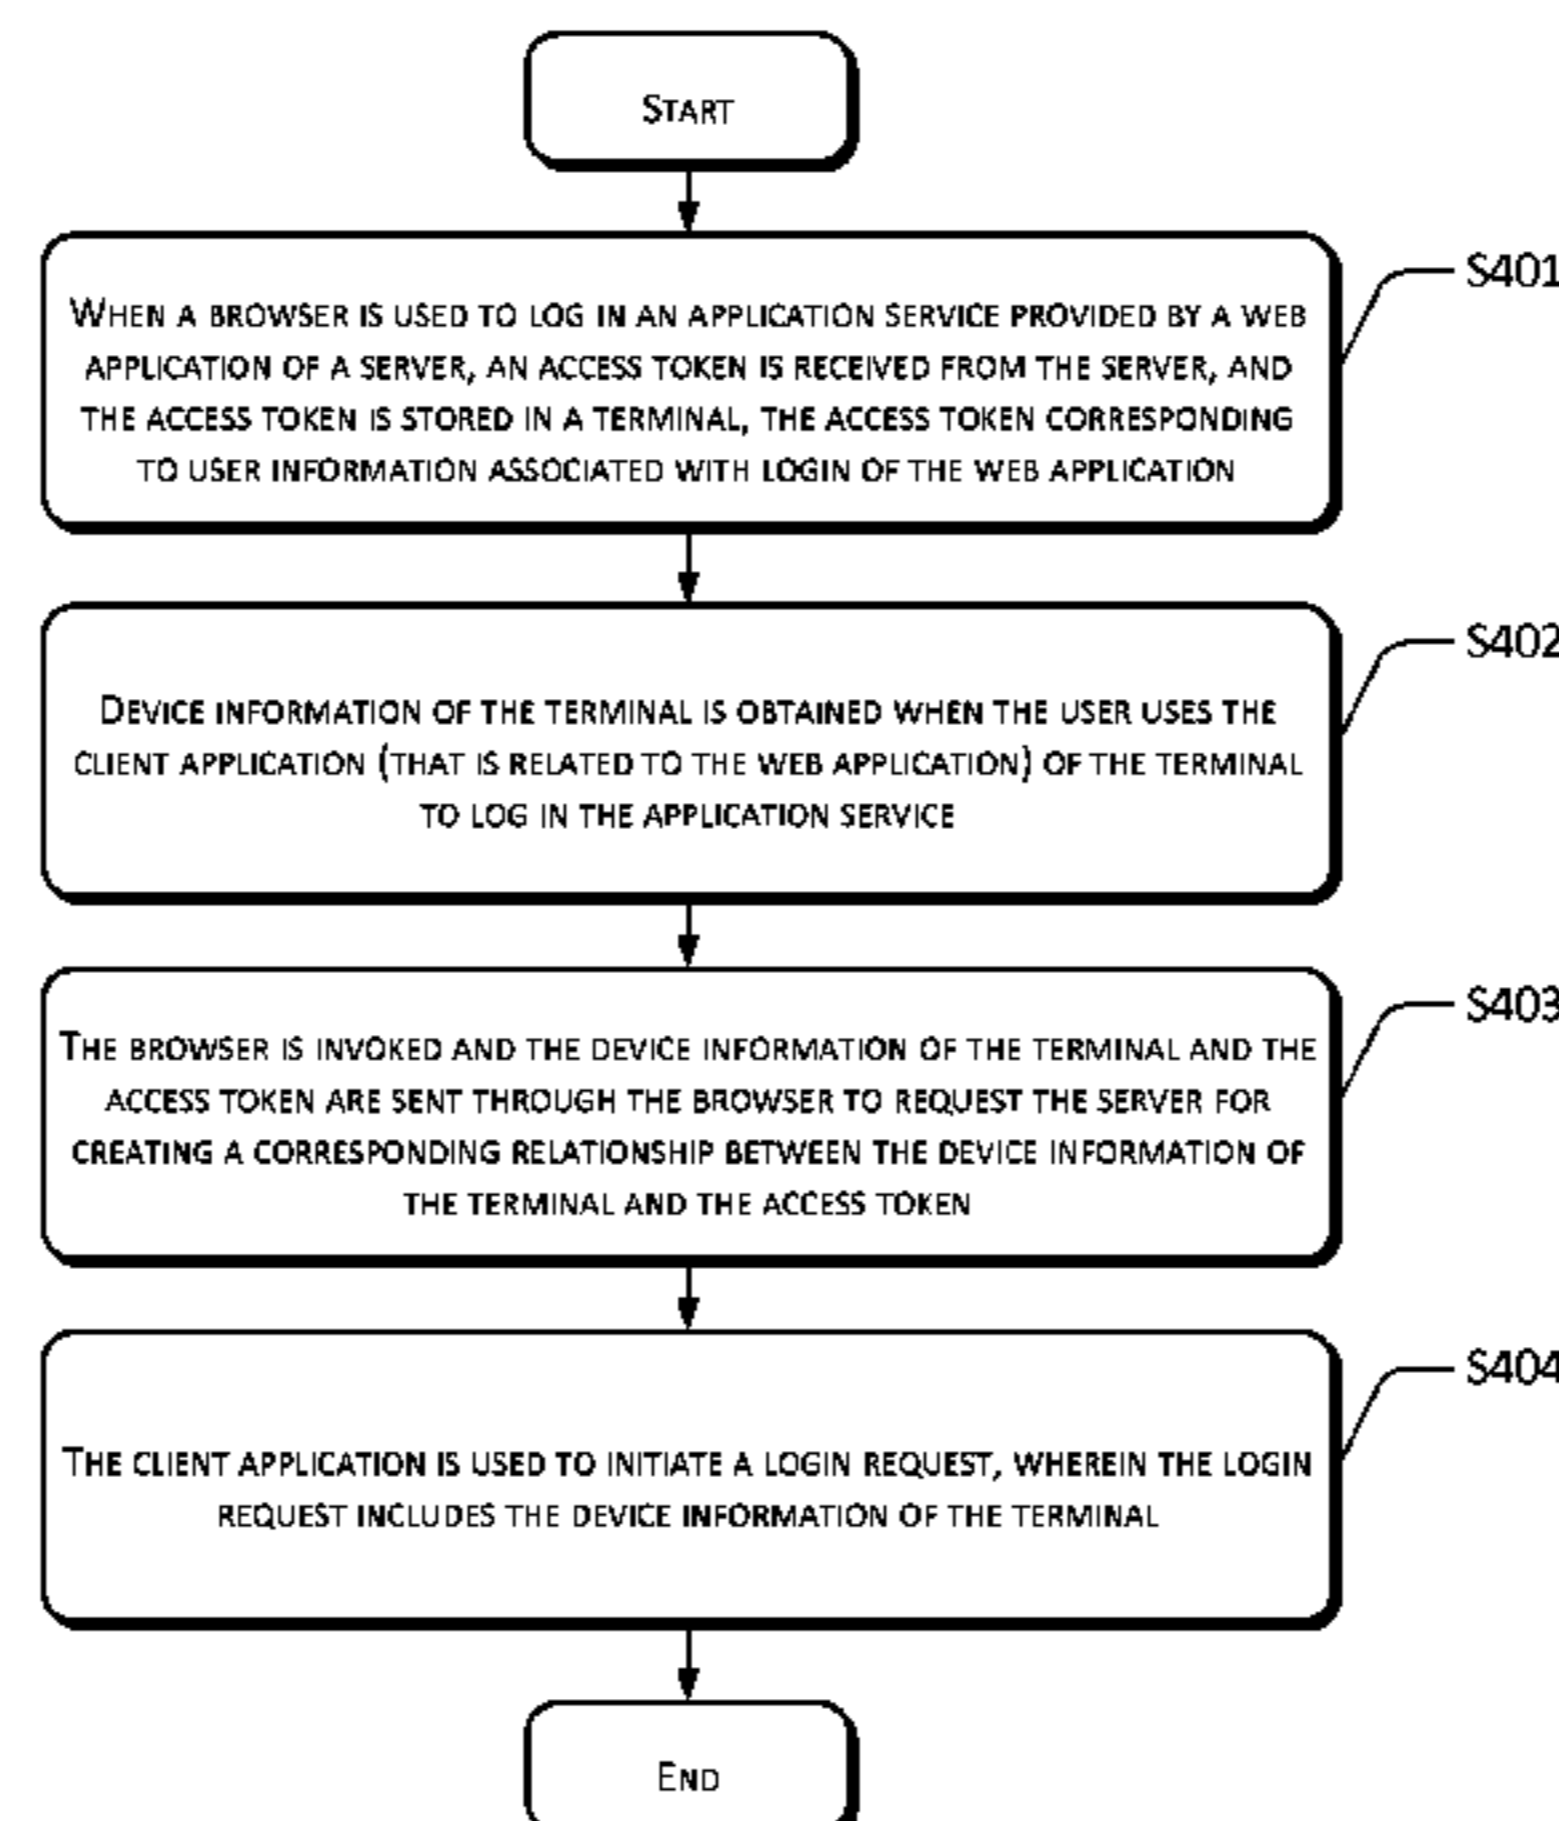 START
WHEN A BROWSER IS USED TO LOG IN AN APPLICATION SERVICE PROVIDED BY A WEB
APPLICATION OF A SERVER, AN ACCESS TOKEN IS RECEIVED FROM THE SERVER, AND
THE ACCESS TOKEN IS STORED IN A TERMINAL, THE ACCESS TOKEN CORRESPONDING
TO USER INFORMATION ASSOCIATED WITH LOGIN OF THE WEB APPLICATION
S401
DEVICE INFORMATION OF THE TERMINAL IS OBTAINED WHEN THE USER USES THE
CLIENT APPLICATION (THAT IS RELATED TO THE WEB APPLICATION) OF THE TERMINAL
TO LOG IN THE APPLICATION SERVICE
S402
THE BROWSER IS INVOKED AND THE DEVICE INFORMATION OF THE TERMINAL AND THE
ACCESS TOKEN ARE SENT THROUGH THE BROWSER TO REQUEST THE SERVER FOR
CREATING A CORRESPONDING RELATIONSHIP BETWEEN THE DEVICE INFORMATION OF
THE TERMINAL AND THE ACCESS TOKEN
S403
THE CLIENT APPLICATION IS USED TO INITIATE A LOGIN REQUEST, WHEREIN THE LOGIN
REQUEST INCLUDES THE DEVICE INFORMATION OF THE TERMINAL
S404
END